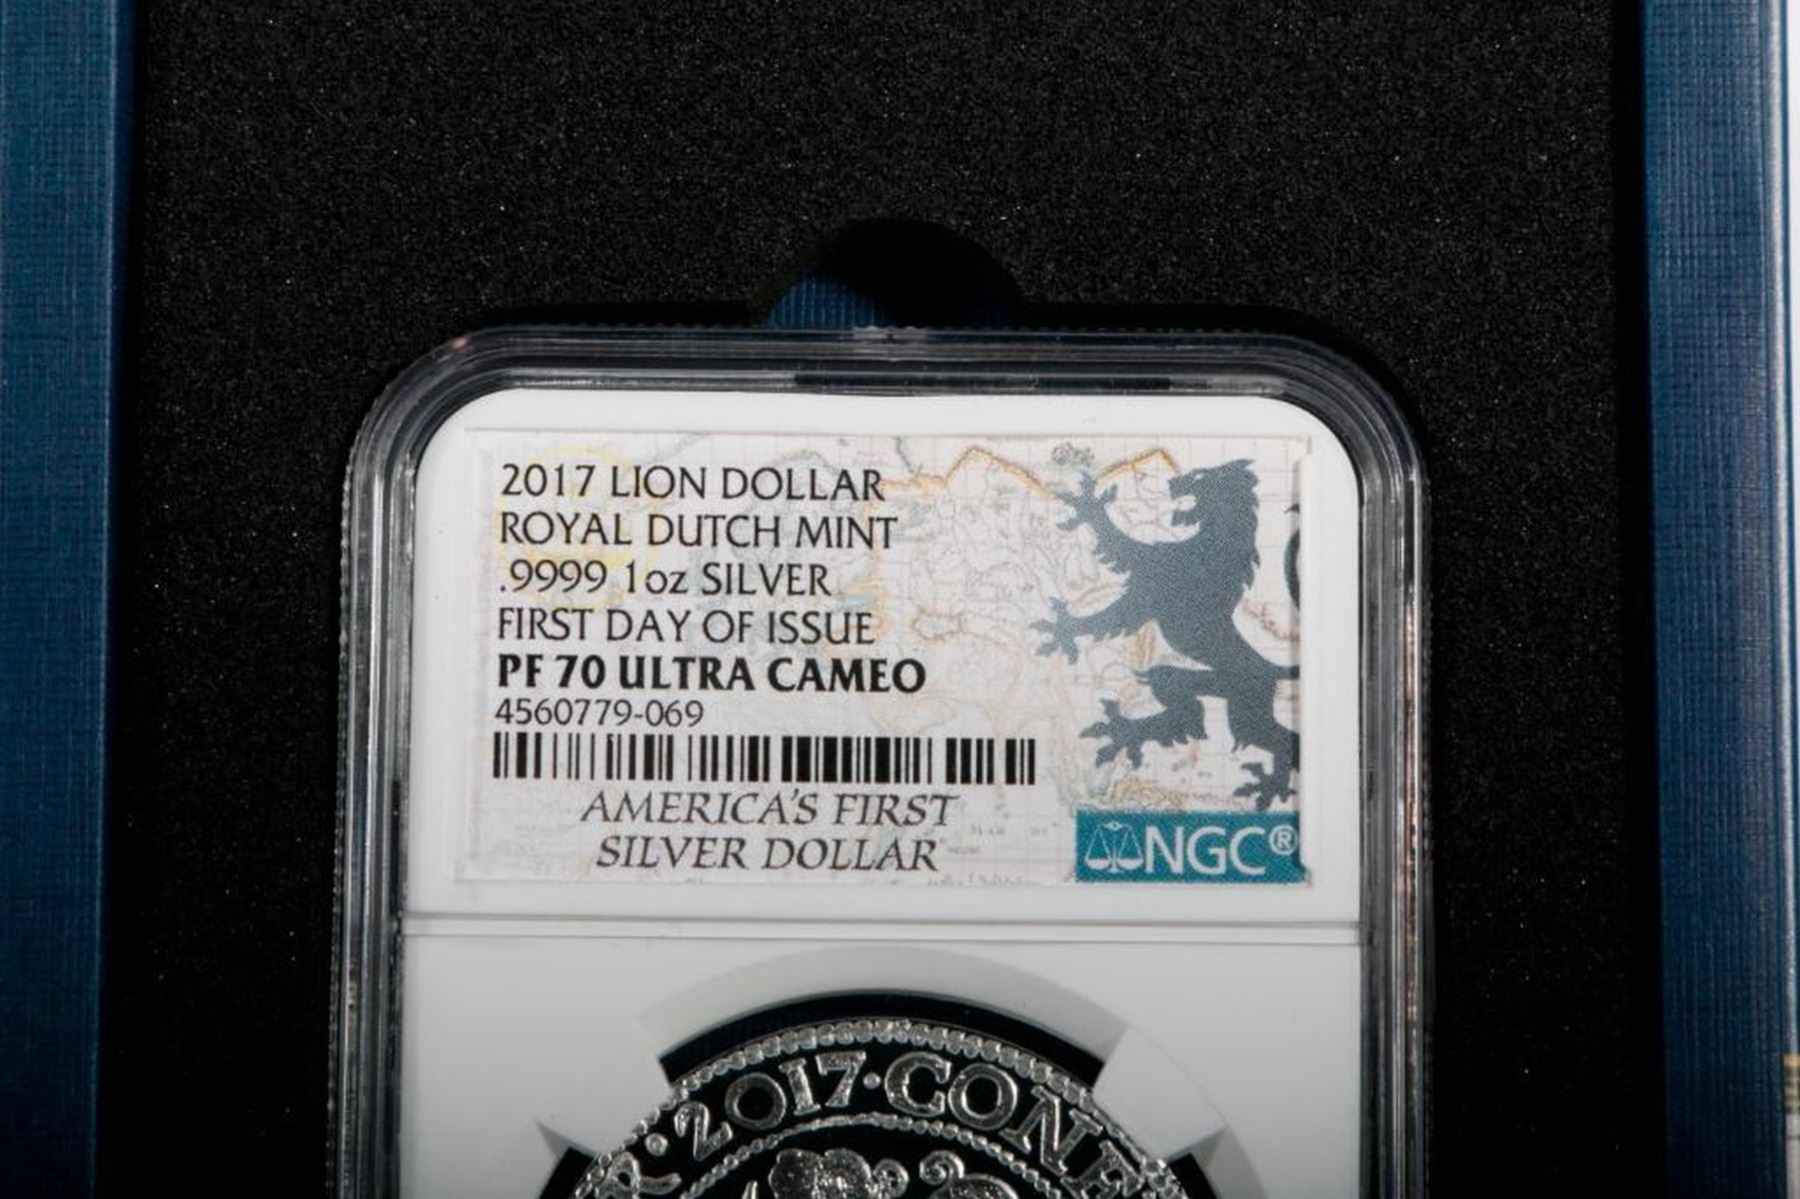 2017 LION DOLLAR
ROYAL DUTCH MINT
.9999 1oz SILVER
FIRST DAY OF ISSUE
PF 70 ULTRA CAMEO
4560779-069
AMERICA'S FIRST
SILVER DOLLAR
NGC®
R·2017·CONF